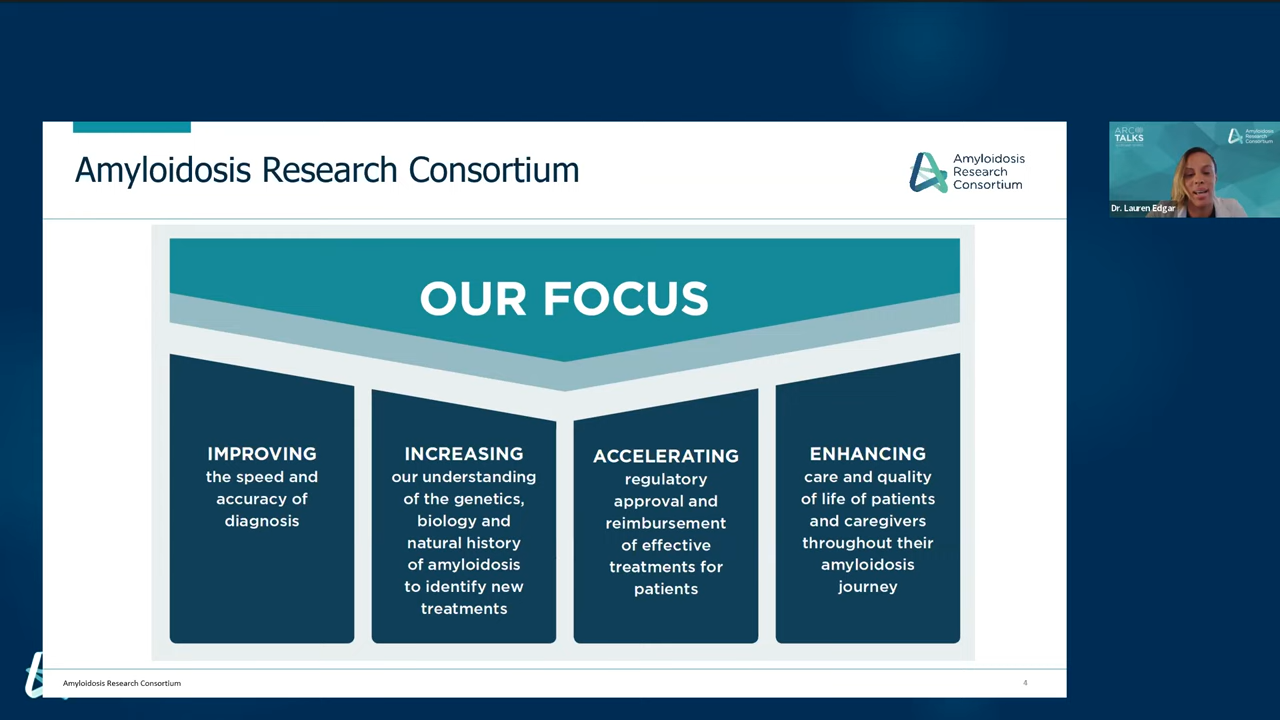 Amyloidosis Research Consortium
Amyloidosis
Research
Consortium
OUR FOCUS
IMPROVING
the speed and
accuracy of
diagnosis
INCREASING
our understanding
of the genetics,
biology and
natural history
of amyloidosis
to identify new
treatments
ACCELERATING
regulatory
approval and
reimbursement
of effective
treatments for
patients
ENHANCING
care and quality
of life of patients
and caregivers
throughout their
amyloidosis
journey
Amyloidosis Research Consortium
4
ARC
TALKS
Amyloidosis
Research
Consortium
Dr. Lauren Edgar